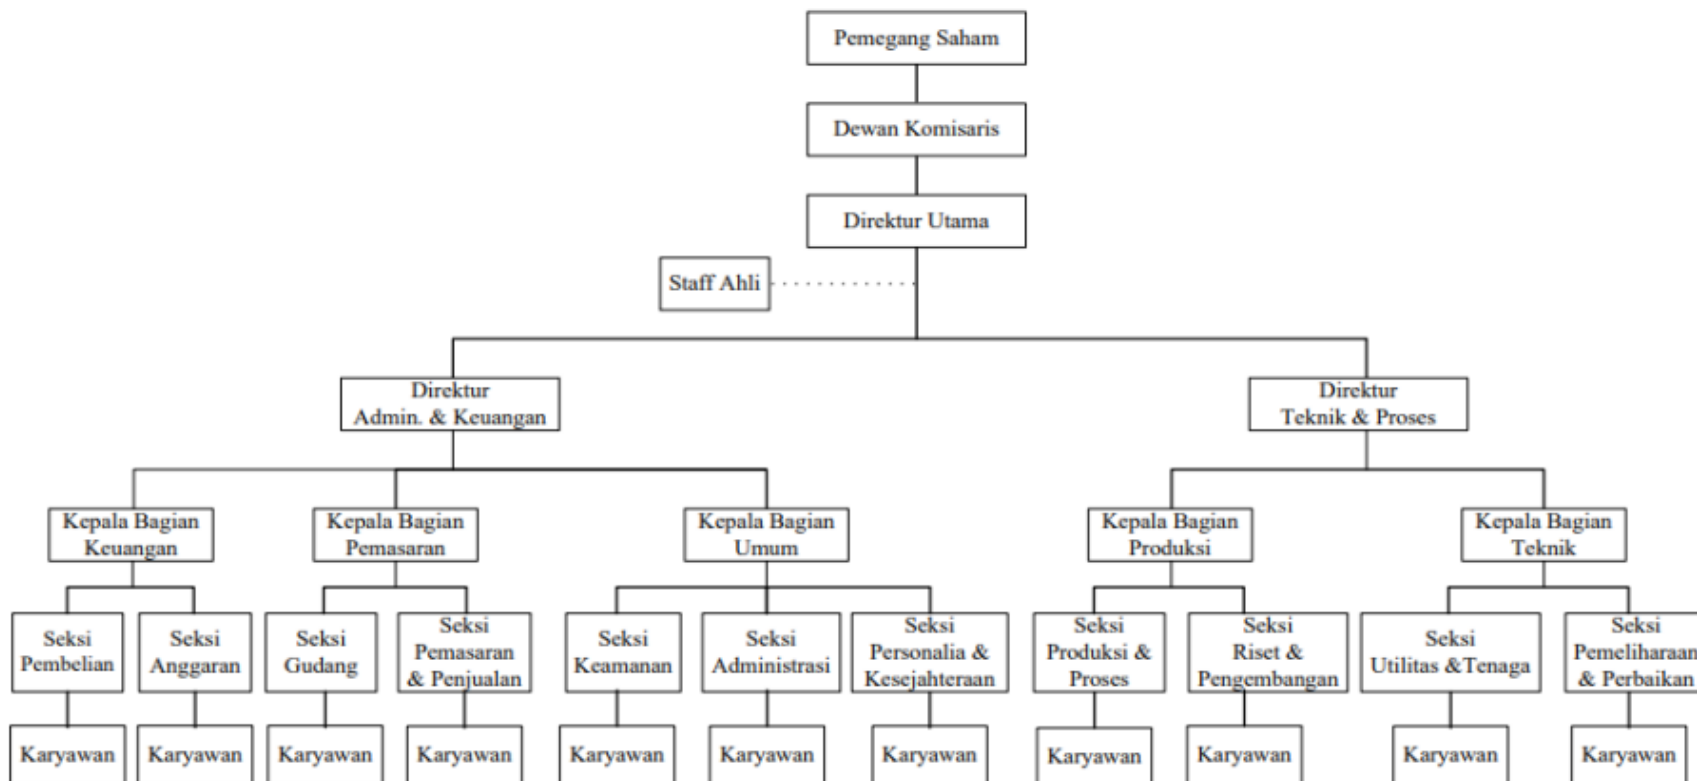 Pemegang Saham
Dewan Komisaris
Direktur Utama
Staff Ahli
Direktur
Admin. & Keuangan
Direktur
Teknik & Proses
Kepala Bagian
Keuangan
Kepala Bagian
Pemasaran
Kepala Bagian
Umum
Kepala Bagian
Produksi
Kepala Bagian
Teknik
Seksi
Pembelian
Seksi
Anggaran
Seksi
Gudang
Seksi
Pemasaran
& Penjualan
Seksi
Keamanan
Seksi
Administrasi
Seksi
Personalia &
Kesejahteraan
Seksi
Produksi &
Proses
Seksi
Riset &
Pengembangan
Seksi
Utilitas &Tenaga
Seksi
Pemeliharaan
& Perbaikan
Karyawan
Karyawan
Karyawan
Karyawan
Karyawan
Karyawan
Karyawan
Karyawan
Karyawan
Karyawan
Karyawan